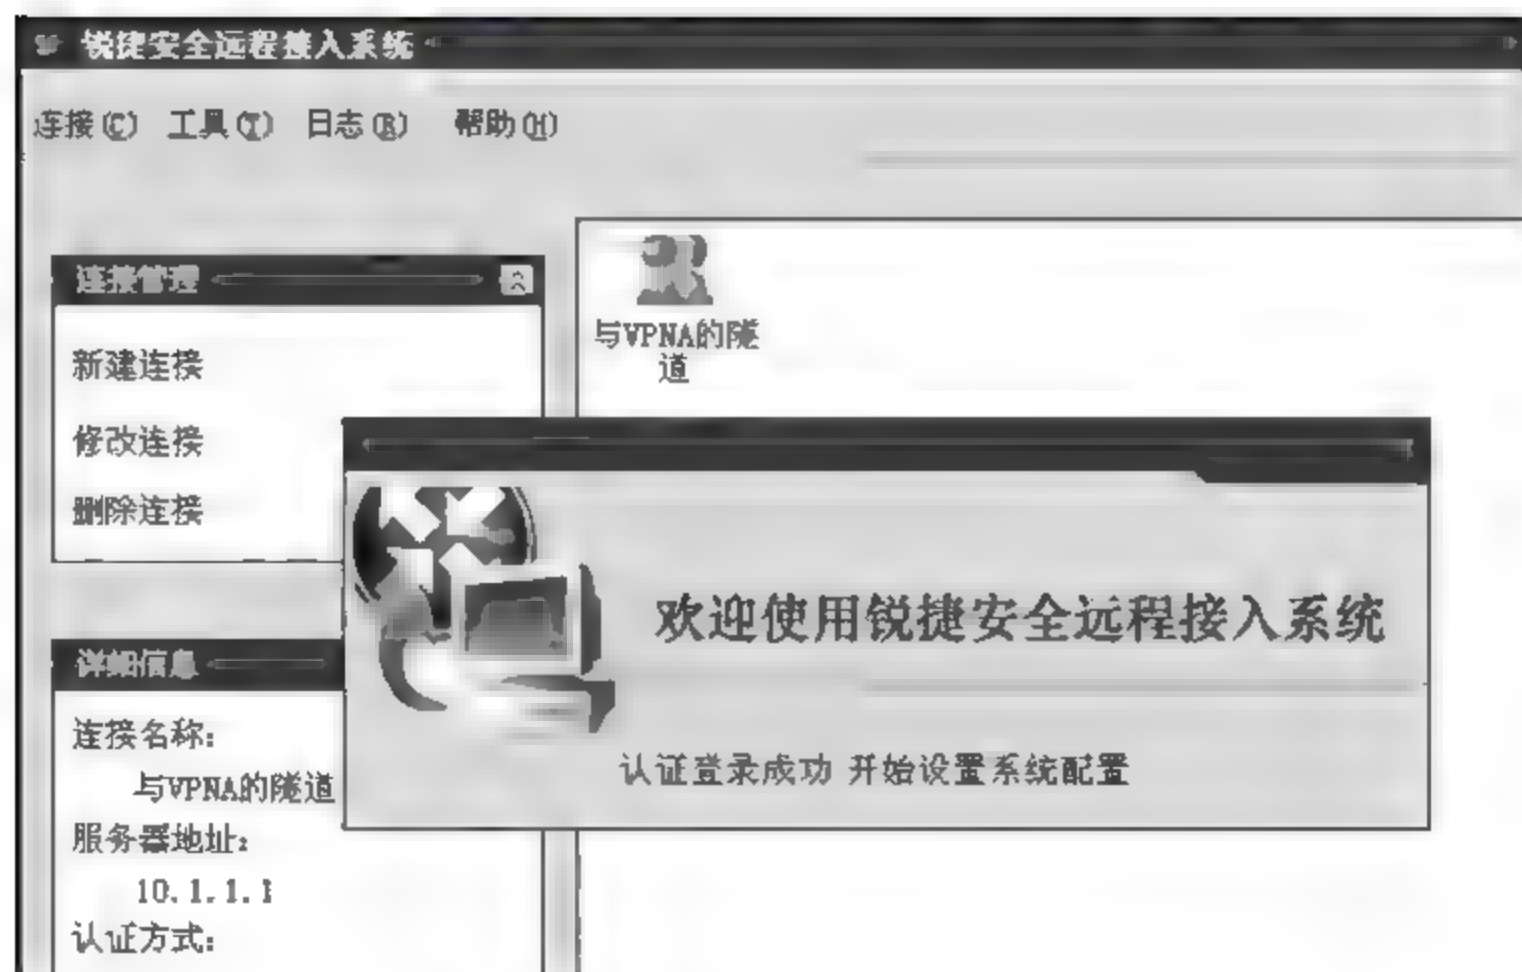 锐捷安全远程接入系统
连接(C) 工具(T) 日志(R) 帮助(H)
连接管理
新建连接
修改连接
删除连接
与VPNA的隧
道
欢迎使用锐捷安全远程接入系统
认证登录成功 开始设置系统配置
详细信息
连接名称:
与VPNA的隧道
服务器地址:
10.1.1.1
认证方式: